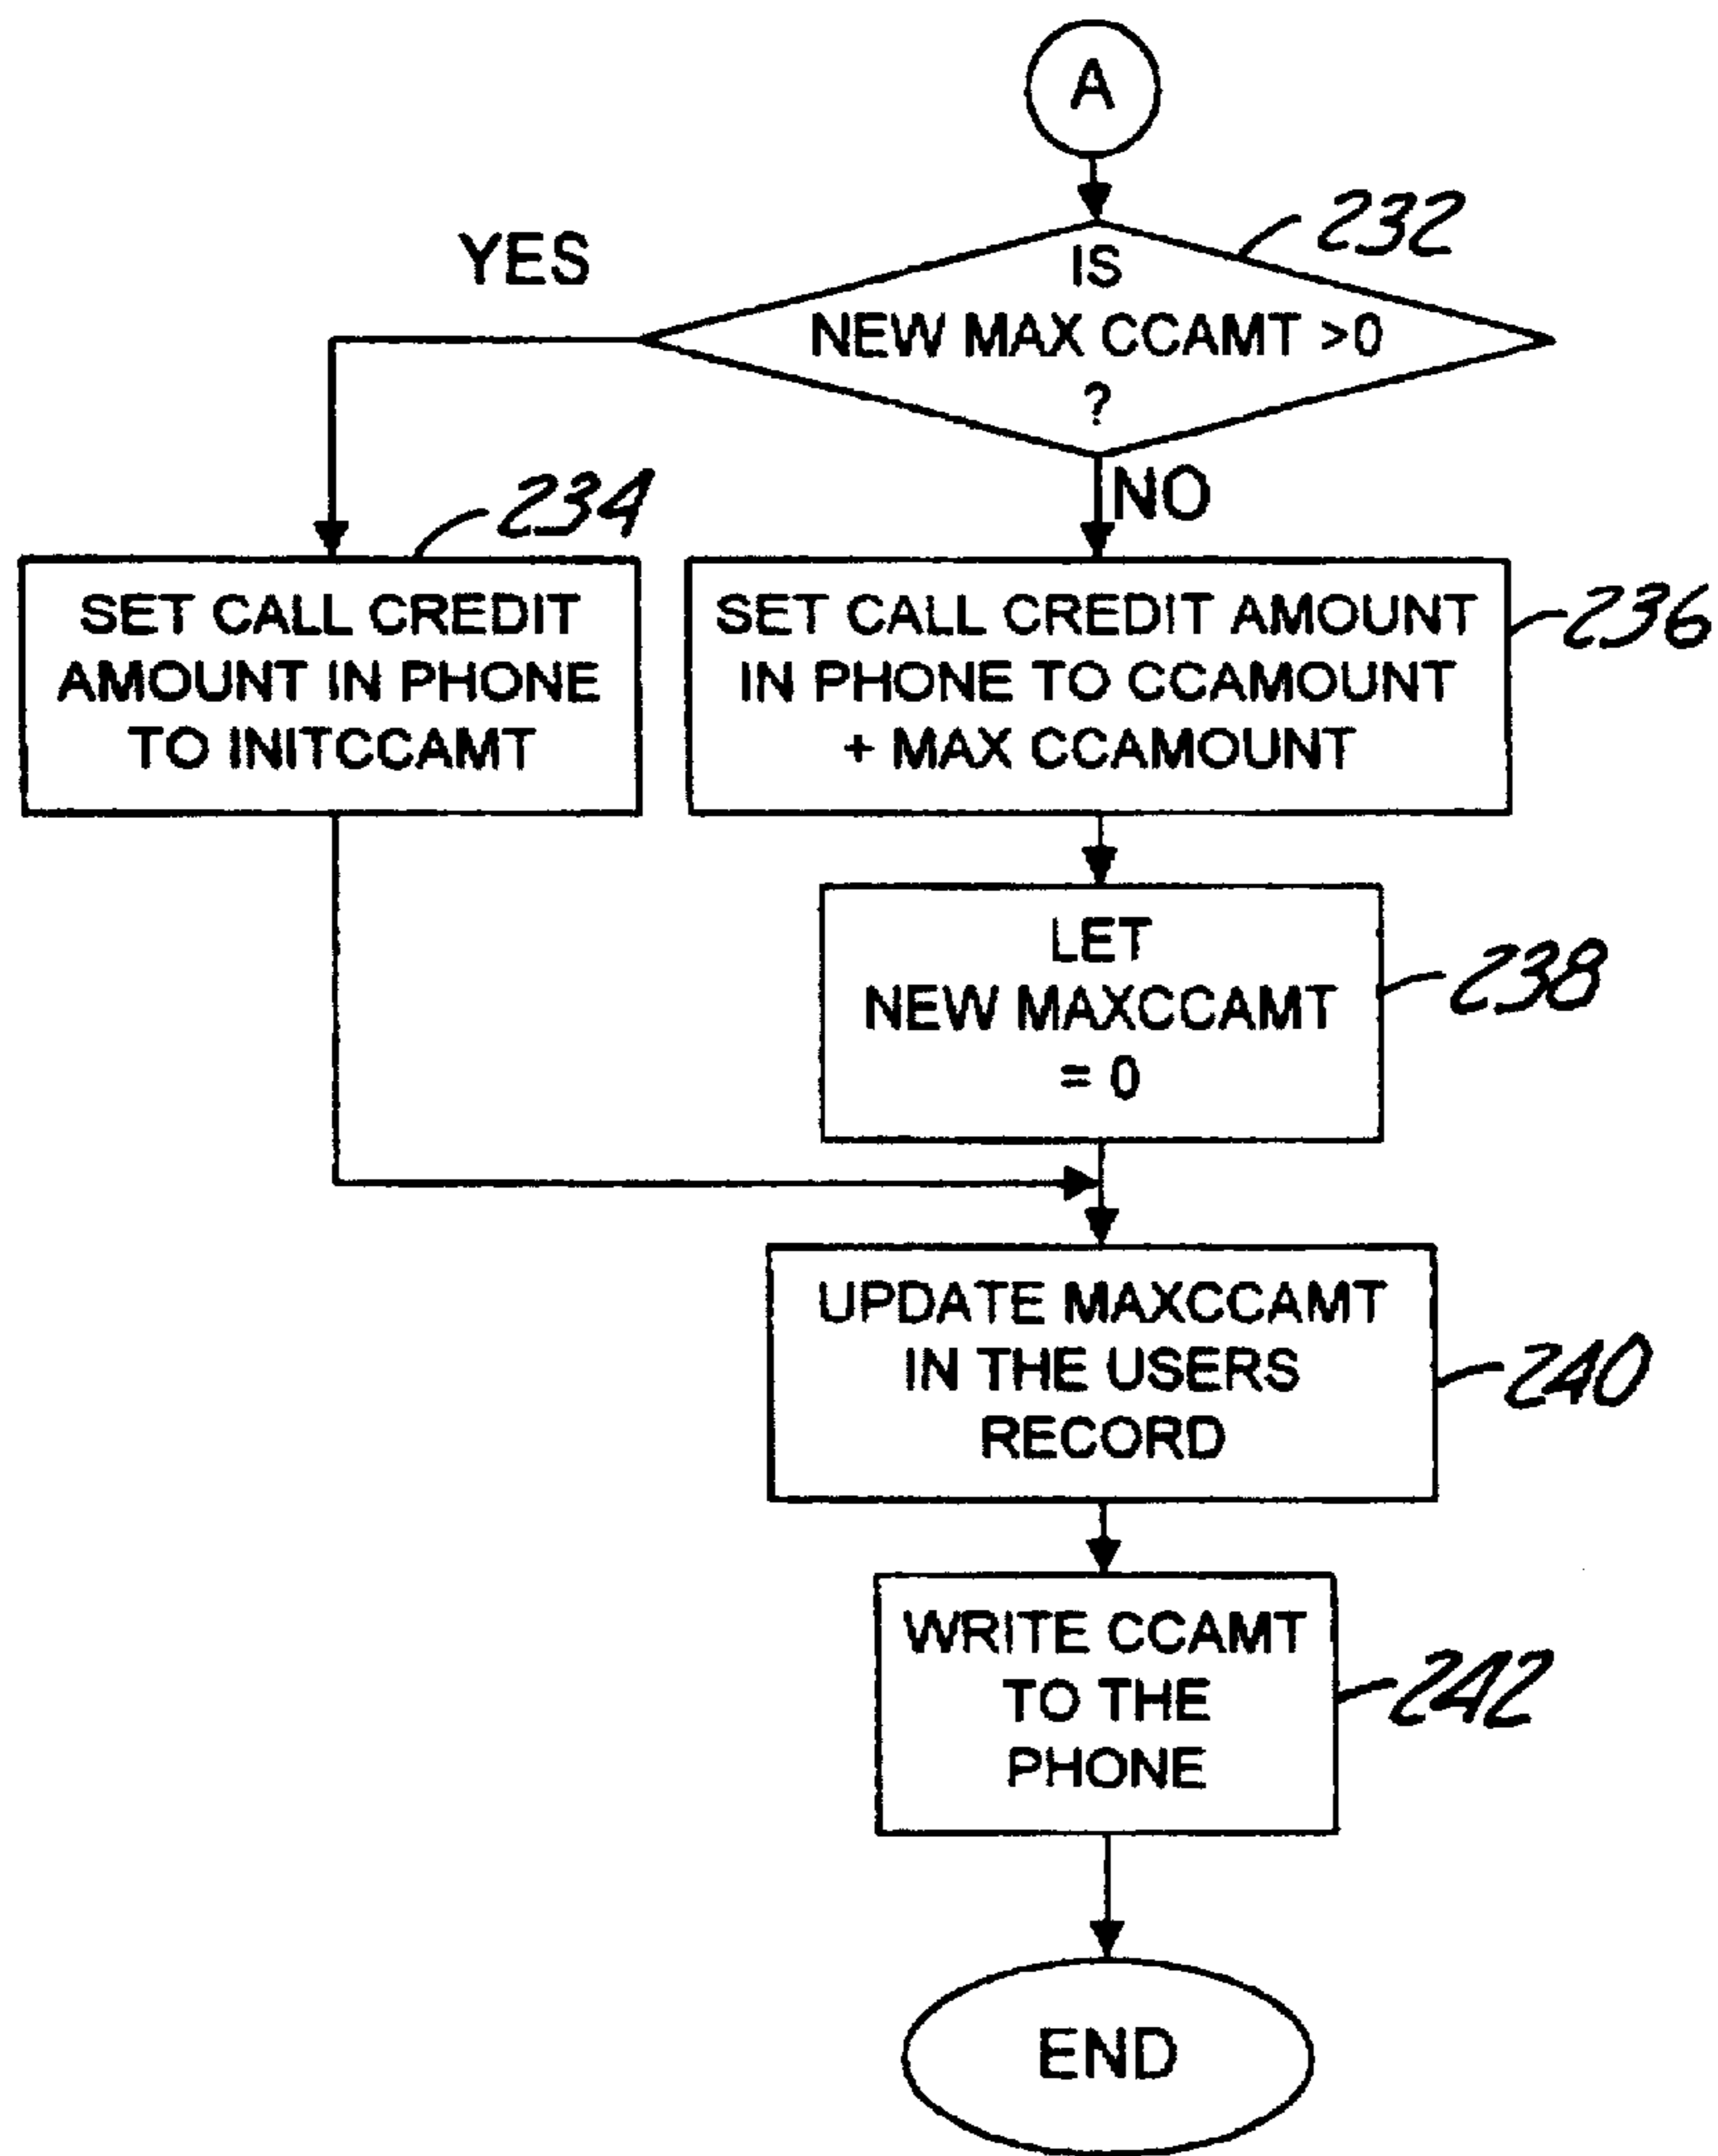 A
232
YES
IS
NEW MAX CCAMT >0
?
NO
234
SET CALL CREDIT
AMOUNT IN PHONE
TO INITCCAMT
236
SET CALL CREDIT AMOUNT
IN PHONE TO CCAMOUNT
+ MAX CCAMOUNT
LET
NEW MAXCCAMT
= 0
238
UPDATE MAXCCAMT
IN THE USERS
RECORD
240
WRITE CCAMT
TO THE
PHONE
242
END